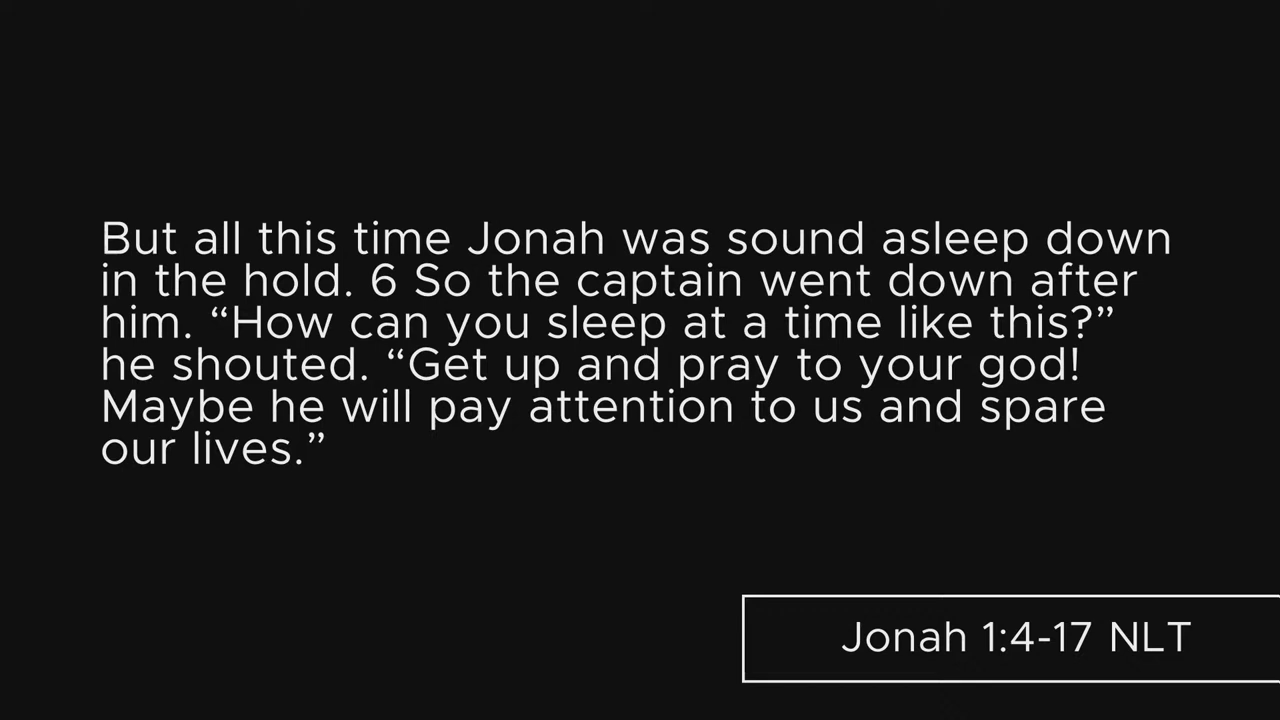 But all this time Jonah was sound asleep down
in the hold. 6 So the captain went down after
him. “How can you sleep at a time like this?”
he shouted. “Get up and pray to your god!
Maybe he will pay attention to us and spare
our lives.”
Jonah 1:4-17 NLT